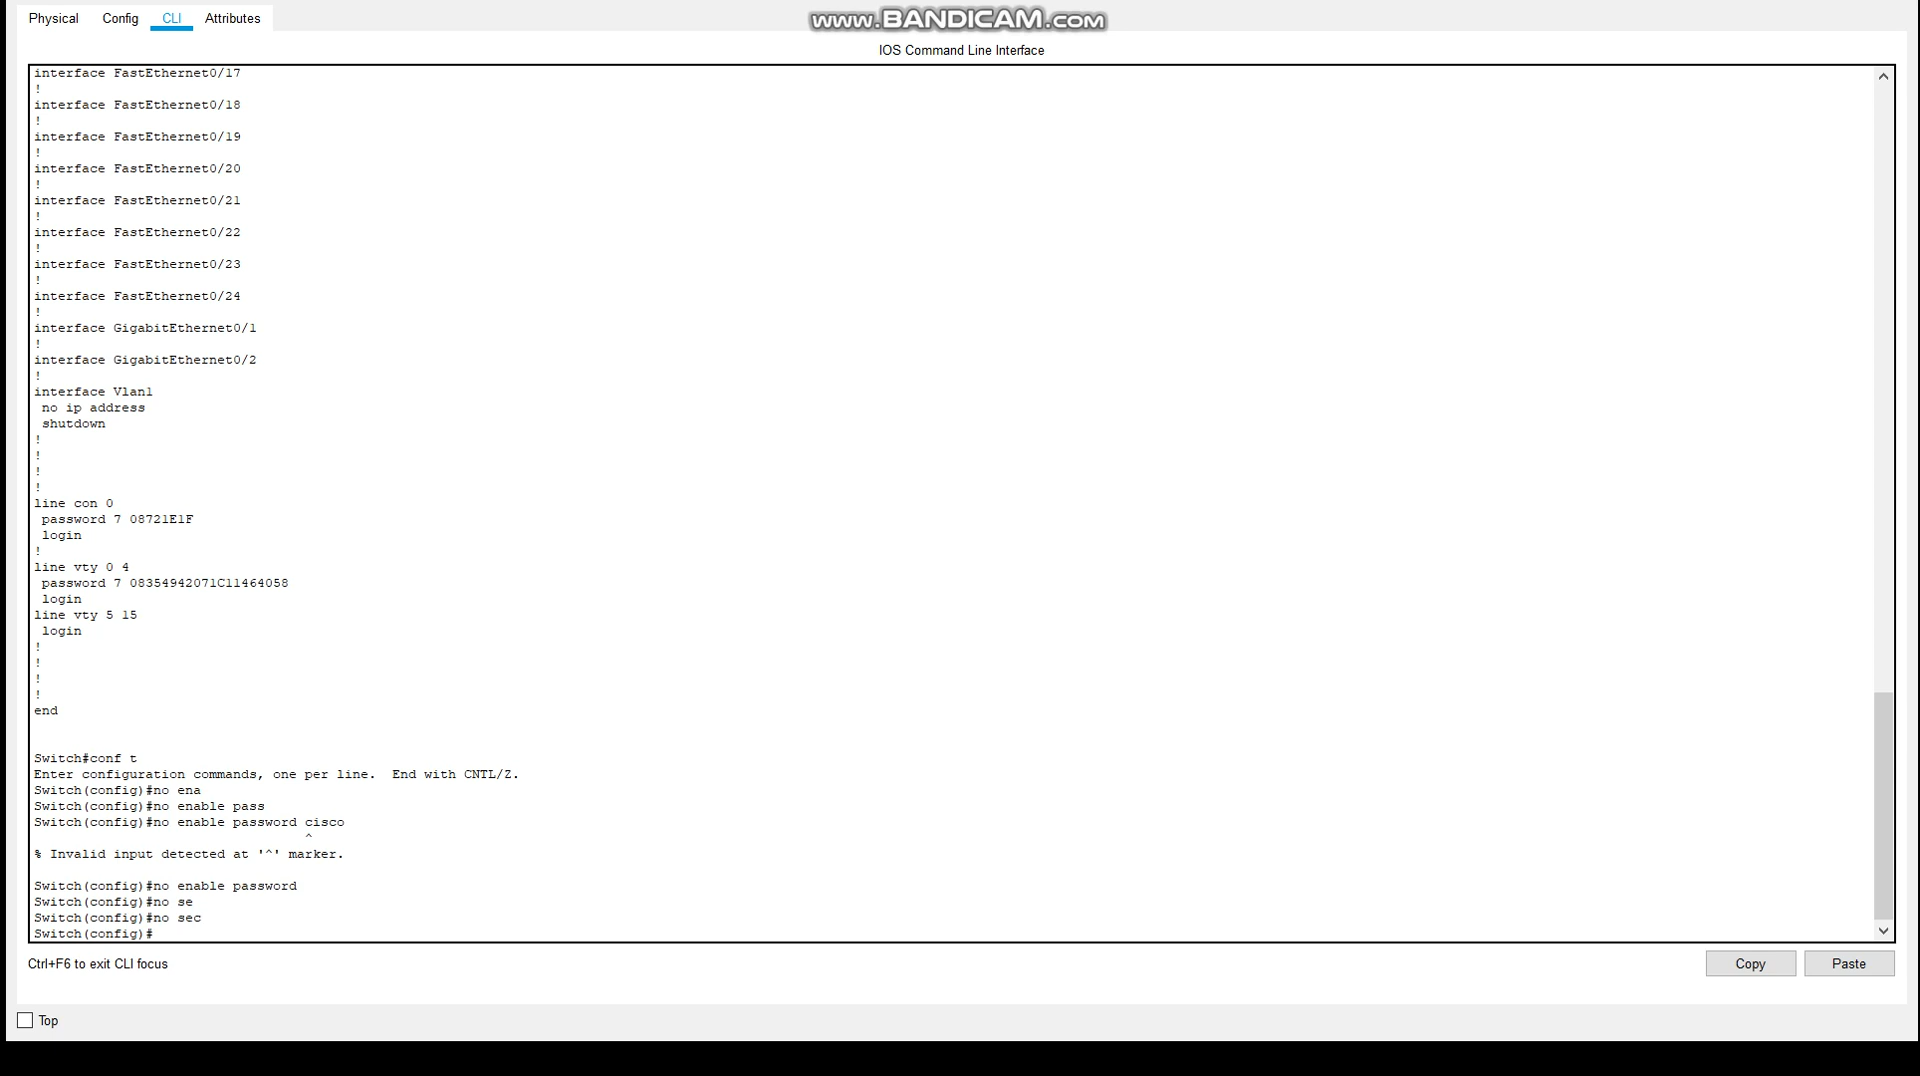 Physical Config CLI Attributes
www.BANDICAM.com
IOS Command Line Interface
interface FastEthernet0/17
!
interface FastEthernet0/18
!
interface FastEthernet0/19
!
interface FastEthernet0/20
!
interface FastEthernet0/21
!
interface FastEthernet0/22
!
interface FastEthernet0/23
!
interface FastEthernet0/24
!
interface GigabitEthernet0/1
!
interface GigabitEthernet0/2
!
interface Vlan1
 no ip address
 shutdown
!
!
!
!
line con 0
 password 7 08721E1F
 login
!
line vty 0 4
 password 7 08354942071C11464058
 login
line vty 5 15
 login
!
!
!
!
end
Switch#conf t
Enter configuration commands, one per line.  End with CNTL/Z.
Switch(config)#no ena
Switch(config)#no enable pass
Switch(config)#no enable password cisco
^
% Invalid input detected at '^' marker.
Switch(config)#no enable password
Switch(config)#no se
Switch(config)#no sec
Switch(config)#
Ctrl+F6 to exit CLI focus
Copy Paste
Top